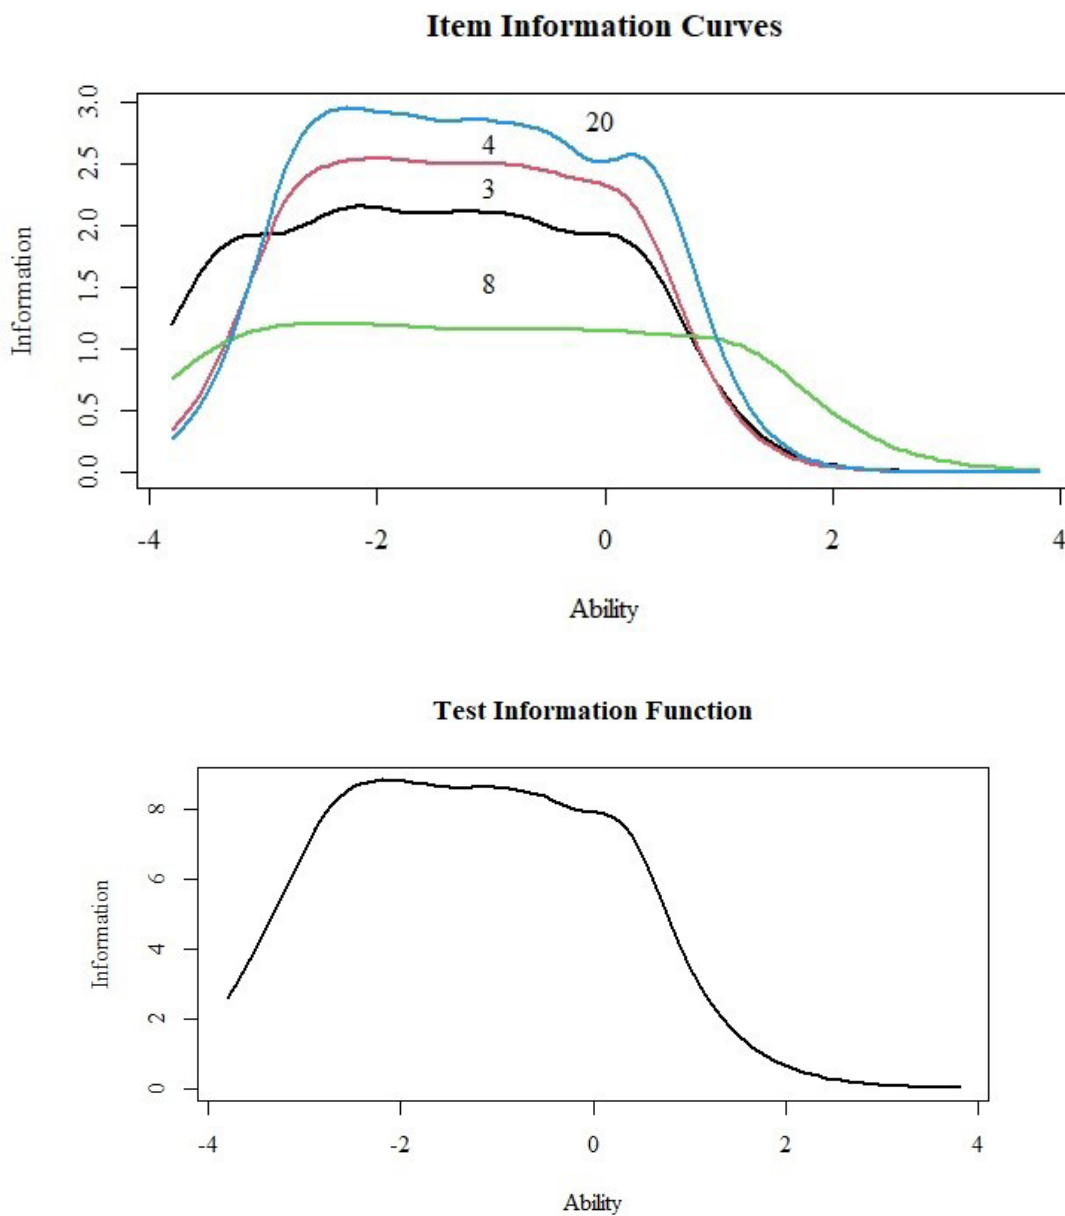 Item Information Curves
Information
3.0
2.5
2.0
1.5
1.0
0.5
0.0
20
4
3
8
-4 -2 0 2 4
Ability
Test Information Function
Information
8
6
4
2
0
-4 -2 0 2 4
Ability